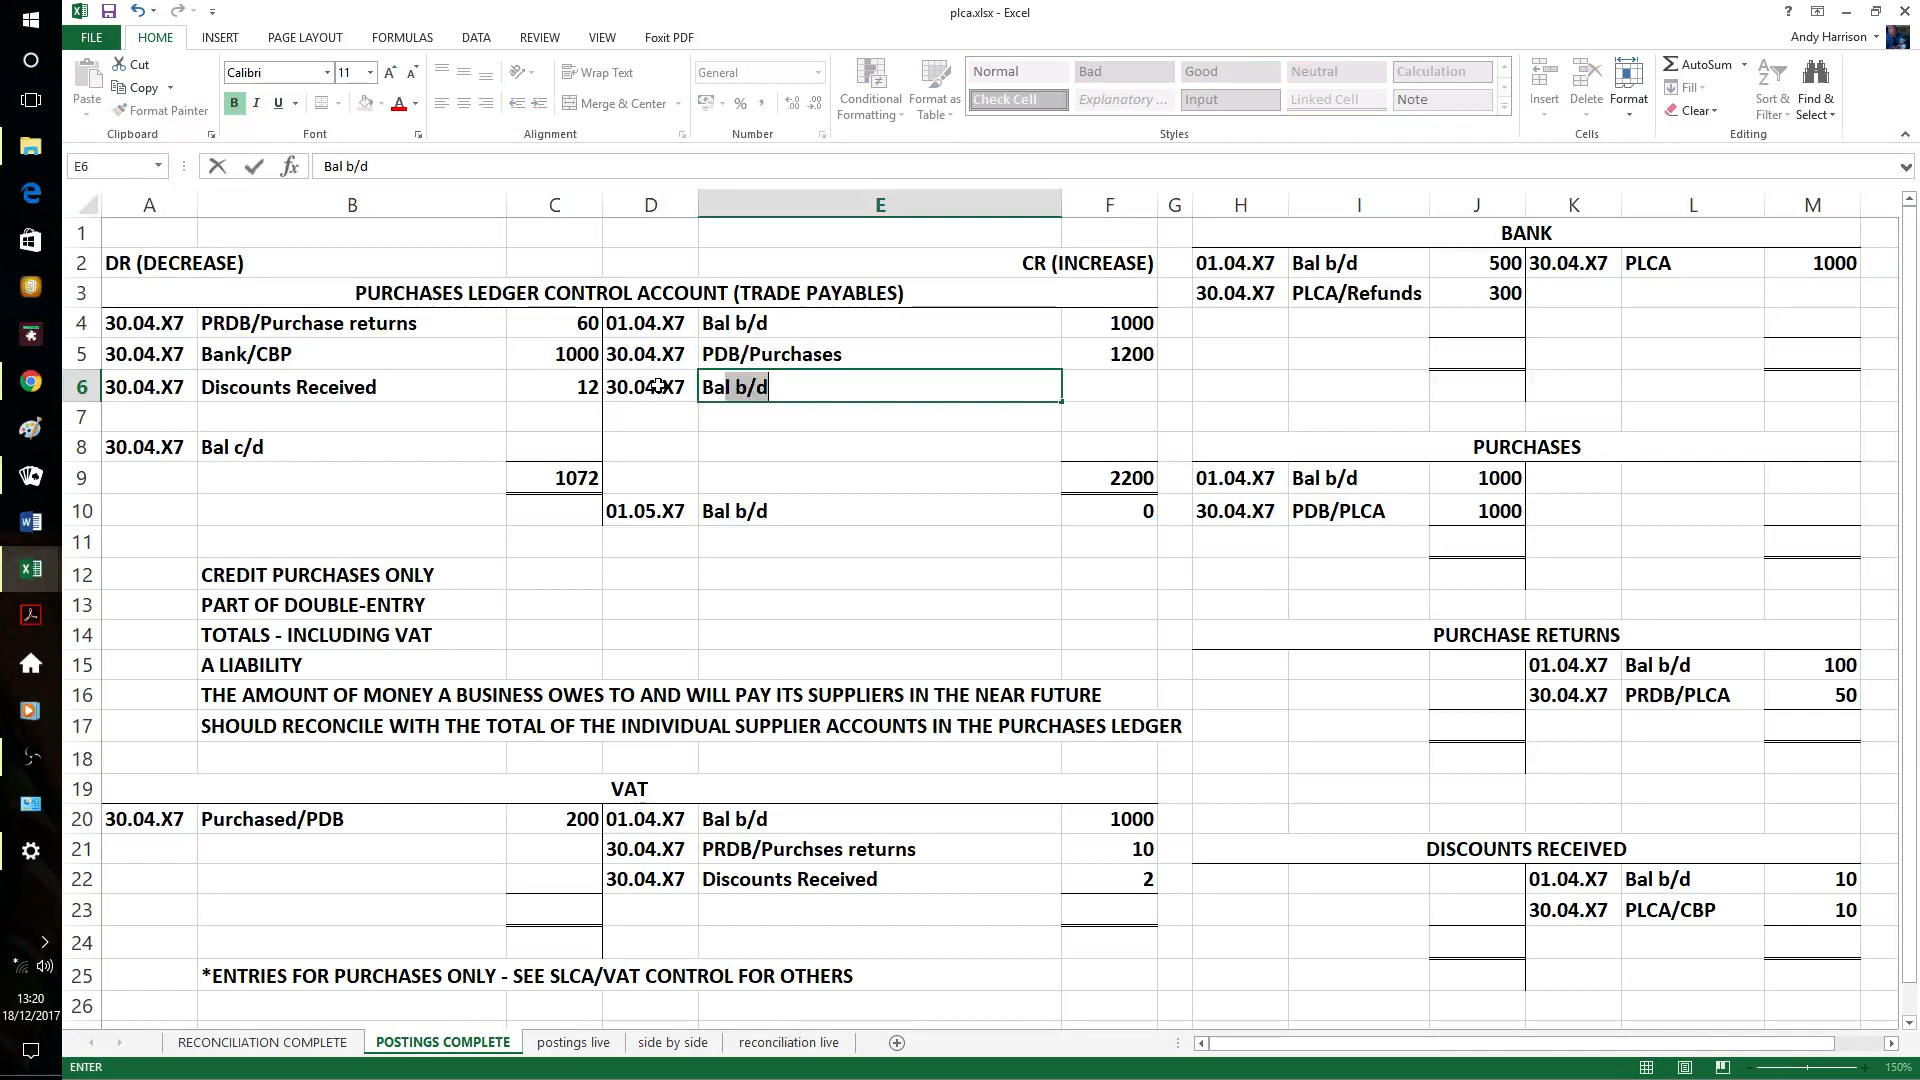 plca.xlsx - Excel
FILE HOME INSERT PAGE LAYOUT FORMULAS DATA REVIEW VIEW Foxit PDF Andy Harrison
Paste Cut Copy Format Painter Clipboard
Calibri 11 B I U Font
Wrap Text Merge & Center Alignment
General % Number
Conditional Formatting Format as Table
Normal Bad Good Neutral Calculation
Check Cell Explanatory ... Input Linked Cell Note
Styles
Insert Delete Format Cells
AutoSum Fill Clear Sort & Filter Find & Select Editing
E6 fx Bal b/d
A B C D E F G H I J K L M
1 BANK
2 DR (DECREASE) CR (INCREASE) 01.04.X7 Bal b/d 500 30.04.X7 PLCA 1000
3 PURCHASES LEDGER CONTROL ACCOUNT (TRADE PAYABLES) 30.04.X7 PLCA/Refunds 300
4 30.04.X7 PRDB/Purchase returns 60 01.04.X7 Bal b/d 1000
5 30.04.X7 Bank/CBP 1000 30.04.X7 PDB/Purchases 1200
6 30.04.X7 Discounts Received 12 30.04.X7 Bal b/d
7
8 30.04.X7 Bal c/d PURCHASES
9 1072 2200 01.04.X7 Bal b/d 1000
10 01.05.X7 Bal b/d 0 30.04.X7 PDB/PLCA 1000
11
12 CREDIT PURCHASES ONLY
13 PART OF DOUBLE-ENTRY
14 TOTALS - INCLUDING VAT PURCHASE RETURNS
15 A LIABILITY 01.04.X7 Bal b/d 100
16 THE AMOUNT OF MONEY A BUSINESS OWES TO AND WILL PAY ITS SUPPLIERS IN THE NEAR FUTURE 30.04.X7 PRDB/PLCA 50
17 SHOULD RECONCILE WITH THE TOTAL OF THE INDIVIDUAL SUPPLIER ACCOUNTS IN THE PURCHASES LEDGER
18
19 VAT
20 30.04.X7 Purchased/PDB 200 01.04.X7 Bal b/d 1000
21 30.04.X7 PRDB/Purchses returns 10 DISCOUNTS RECEIVED
22 30.04.X7 Discounts Received 2 01.04.X7 Bal b/d 10
23 30.04.X7 PLCA/CBP 10
24
25 *ENTRIES FOR PURCHASES ONLY - SEE SLCA/VAT CONTROL FOR OTHERS
26
RECONCILIATION COMPLETE POSTINGS COMPLETE postings live side by side reconciliation live
ENTER 150%
13:20
18/12/2017